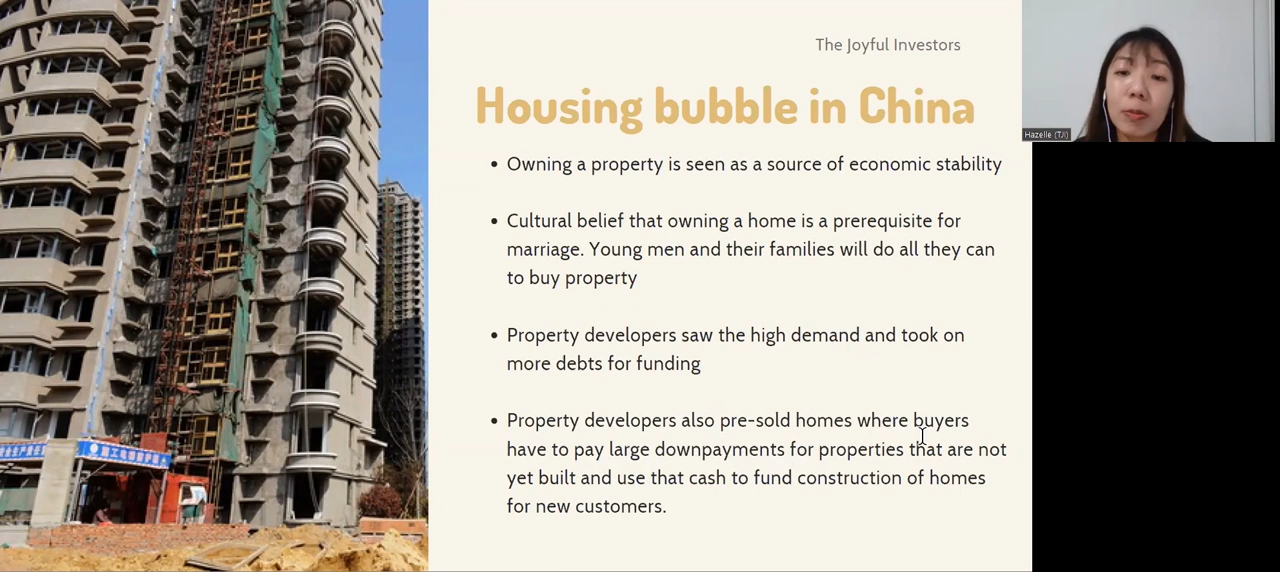 The Joyful Investors
Housing bubble in China
• Owning a property is seen as a source of economic stability
• Cultural belief that owning a home is a prerequisite for
marriage. Young men and their families will do all they can
to buy property
• Property developers saw the high demand and took on
more debts for funding
• Property developers also pre-sold homes where buyers
have to pay large downpayments for properties that are not
yet built and use that cash to fund construction of homes
for new customers.
Hazelle (TJI)